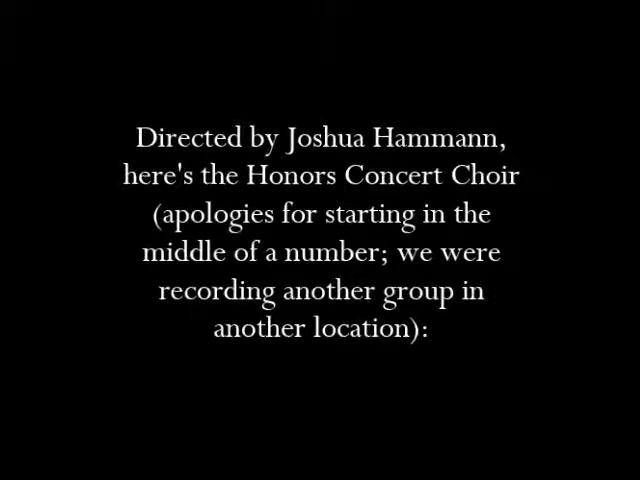 Directed by Joshua Hammann,
here's the Honors Concert Choir
(apologies for starting in the
middle of a number; we were
recording another group in
another location):